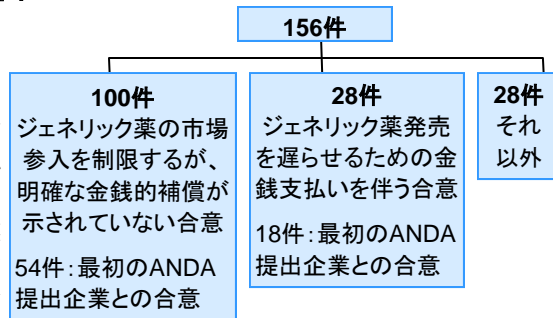 156件
100件
ジェネリック薬の市場
参入を制限するが、
明確な金銭的補償が
示されていない合意
54件：最初のANDA
提出企業との合意
28件
ジェネリック薬発売
を遅らせるための金
銭支払いを伴う合意
18件：最初のANDA
提出企業との合意
28件
それ
以外